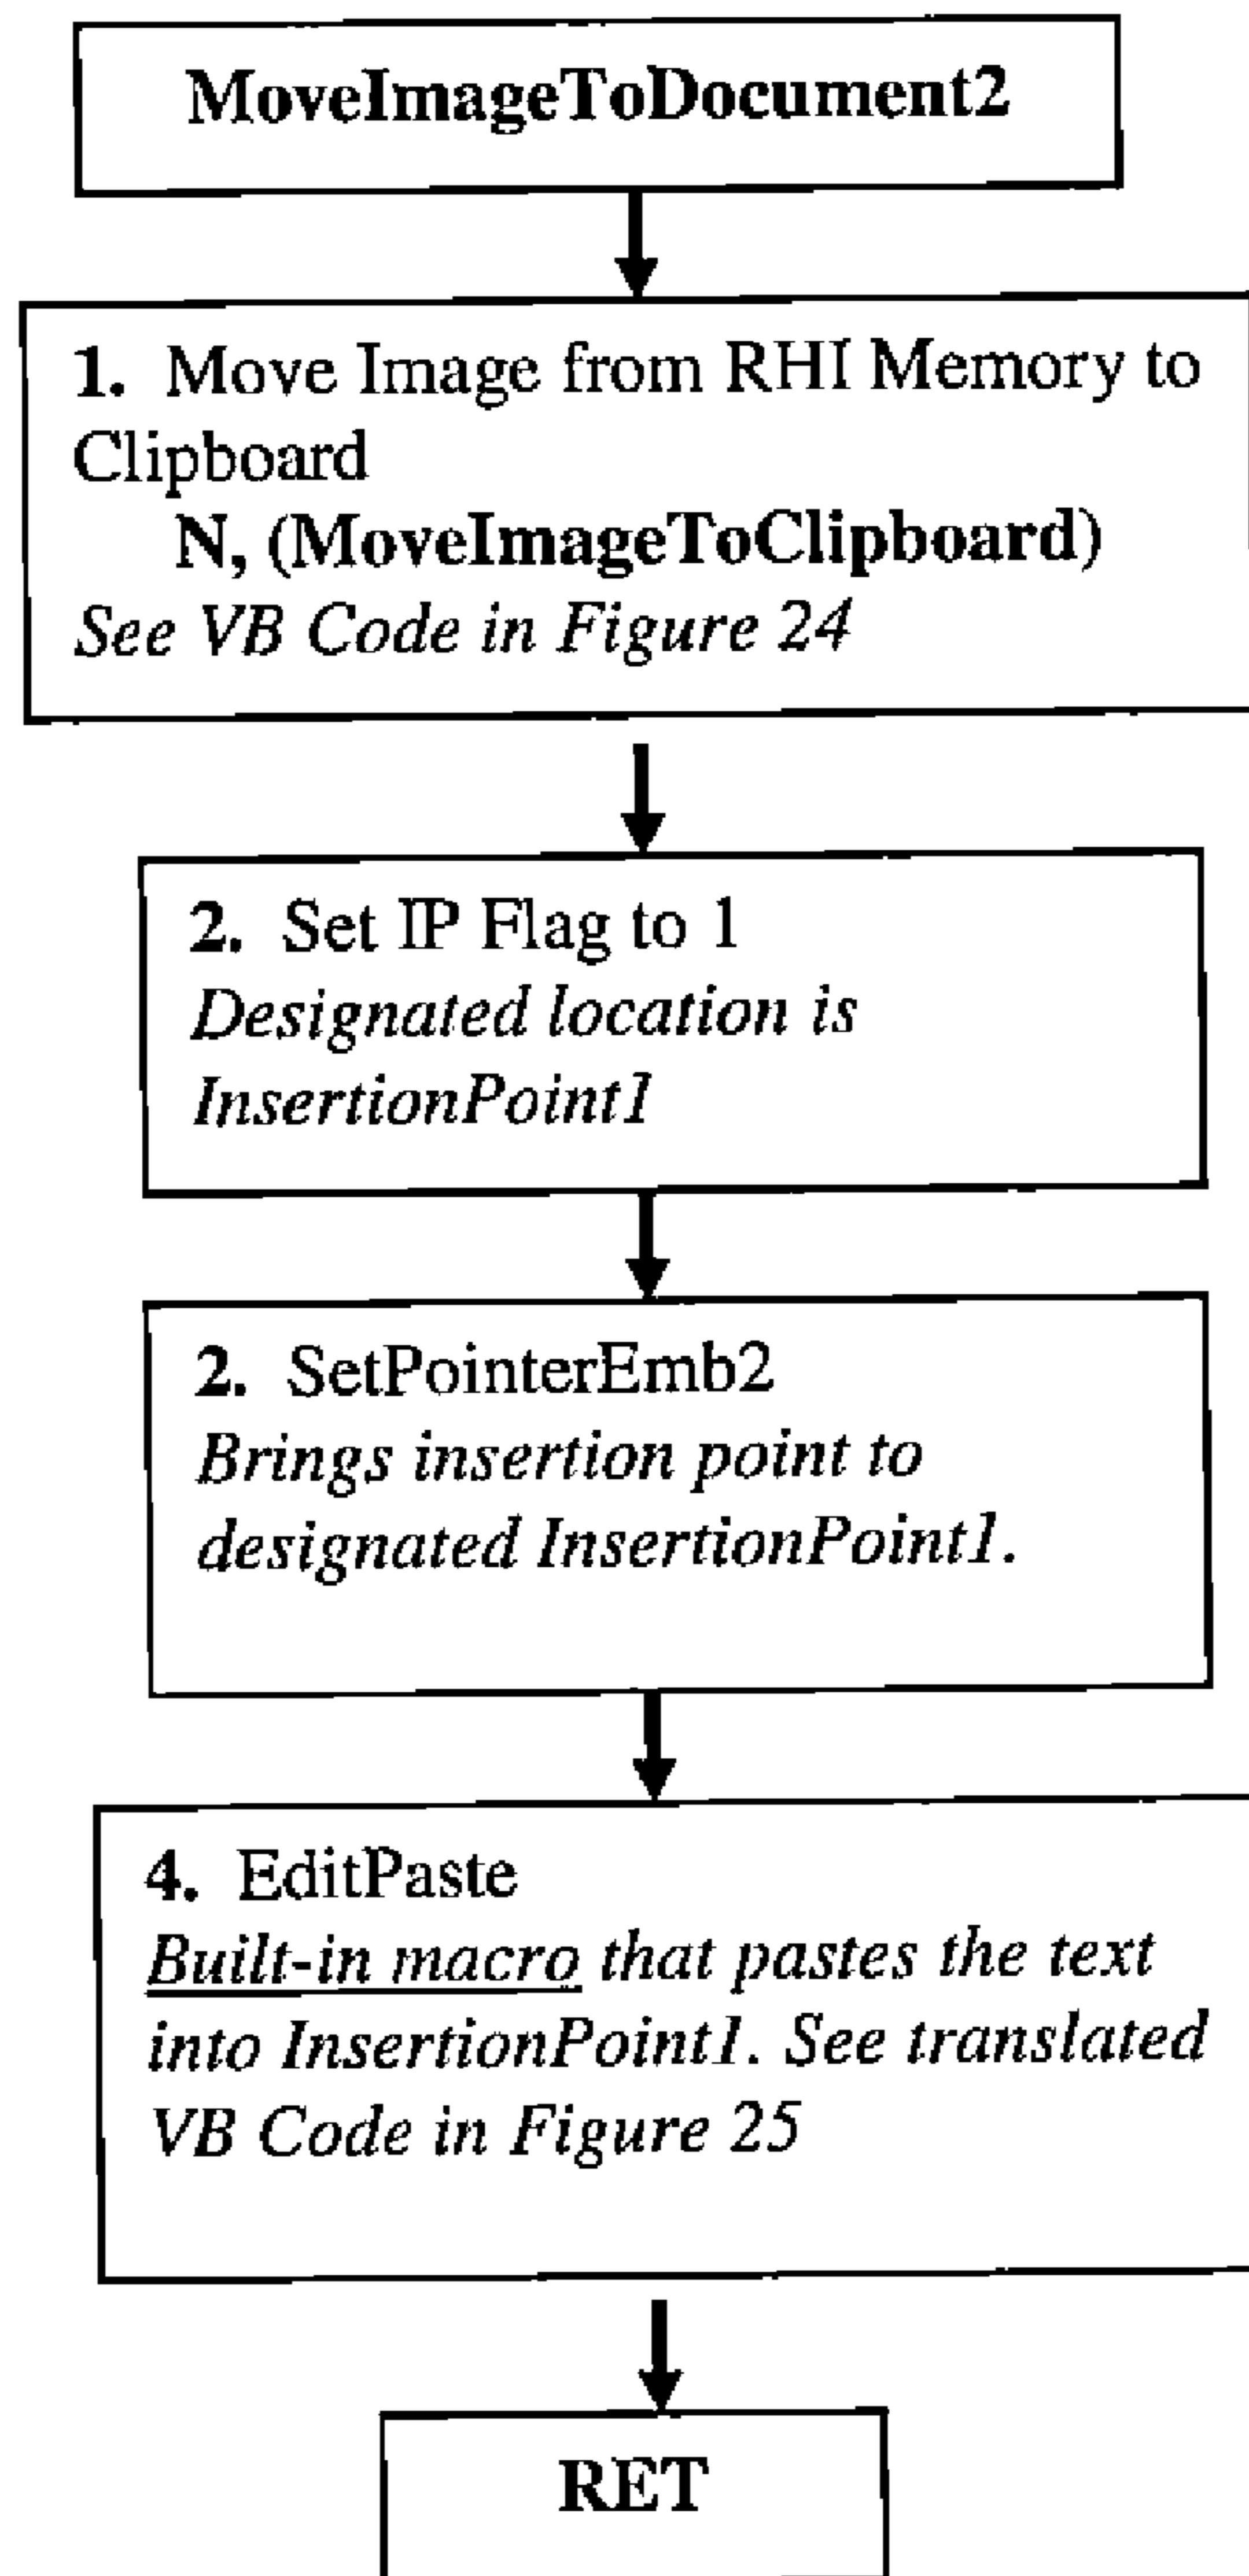 MoveImageToDocument2
1. Move Image from RHI Memory to
Clipboard
N, (MoveImageToClipboard)
See VB Code in Figure 24
2. Set IP Flag to 1
Designated location is
InsertionPoint1
2. SetPointerEmb2
Brings insertion point to
designated InsertionPoint1.
4. EditPaste
Built-in macro that pastes the text
into InsertionPoint1. See translated
VB Code in Figure 25
RET